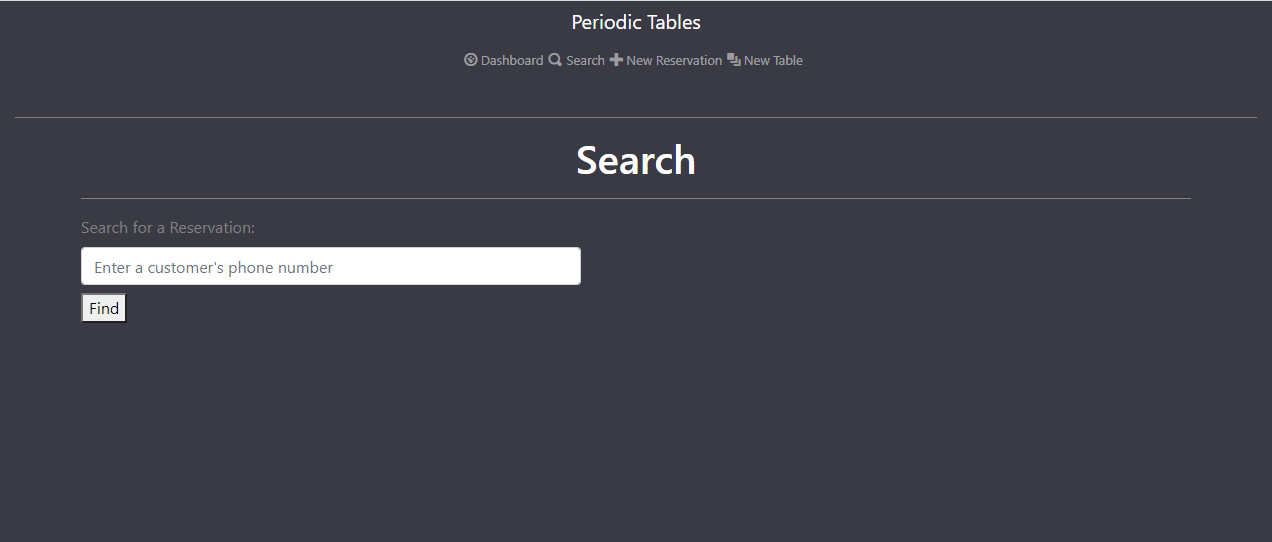 Periodic Tables
Dashboard Search New Reservation New Table
Search
Search for a Reservation:
Enter a customer's phone number
Find